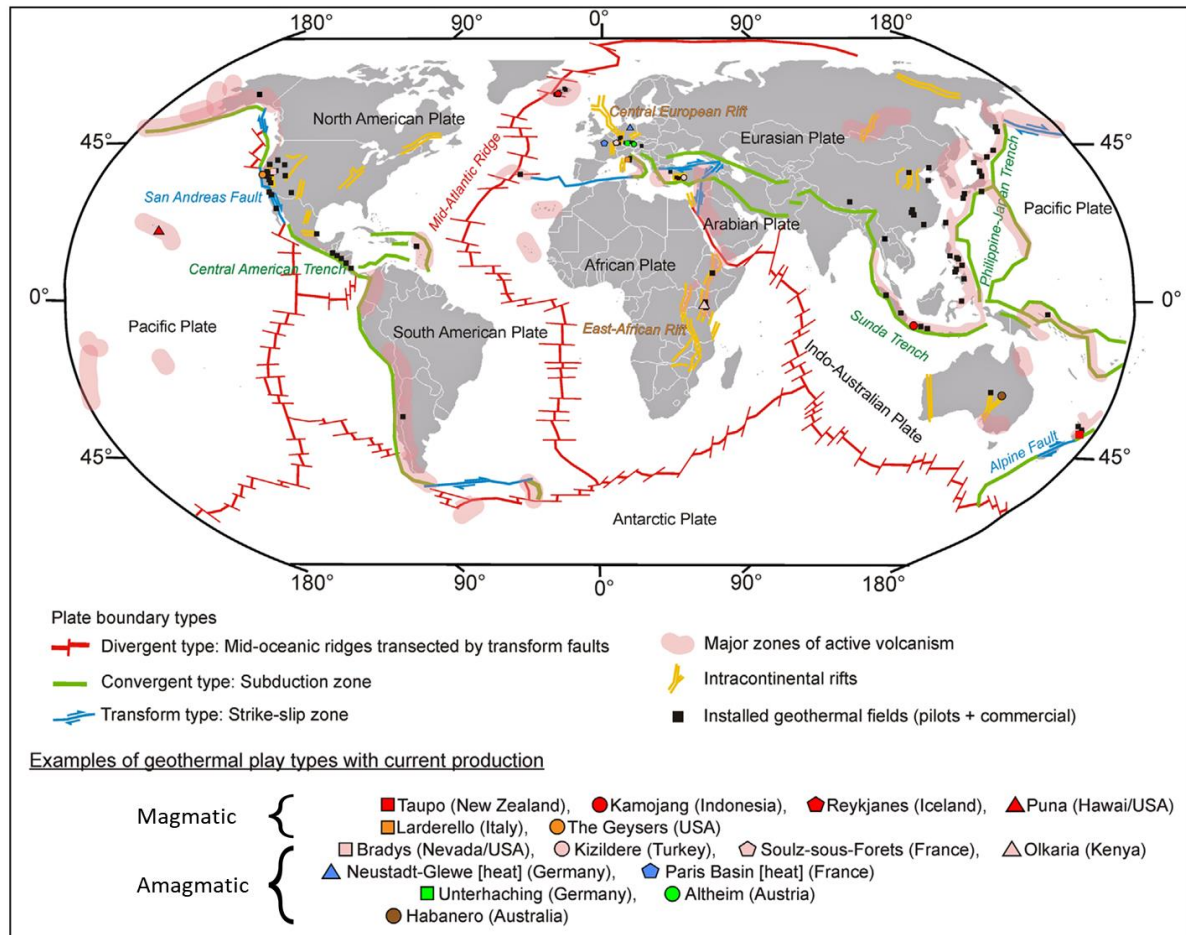 180° 90° 0° 90° 180°
North American Plate
Central European Rift
Eurasian Plate
45° 45°
Mid-Atlantic Ridge
San Andreas Fault
Philippine-Japan Trench
Pacific Plate
Arabian Plate
African Plate
Central American Trench
0° 0°
Pacific Plate
South American Plate
East-African Rift
Sunda Trench
Indo-Australian Plate
45° 45°
Alpine Fault
Antarctic Plate
180° 90° 0° 90° 180°
Plate boundary types
Divergent type: Mid-oceanic ridges transected by transform faults
Convergent type: Subduction zone
Transform type: Strike-slip zone
Major zones of active volcanism
Intracontinental rifts
Installed geothermal fields (pilots + commercial)
Examples of geothermal play types with current production
Magmatic
Taupo (New Zealand), Kamojang (Indonesia), Reykjanes (Iceland), Puna (Hawai/USA)
Larderello (Italy), The Geysers (USA)
Amagmatic
Bradys (Nevada/USA), Kizildere (Turkey), Soulz-sous-Forets (France), Olkaria (Kenya)
Neustadt-Glewe [heat] (Germany), Paris Basin [heat] (France)
Unterhaching (Germany), Altheim (Austria)
Habanero (Australia)